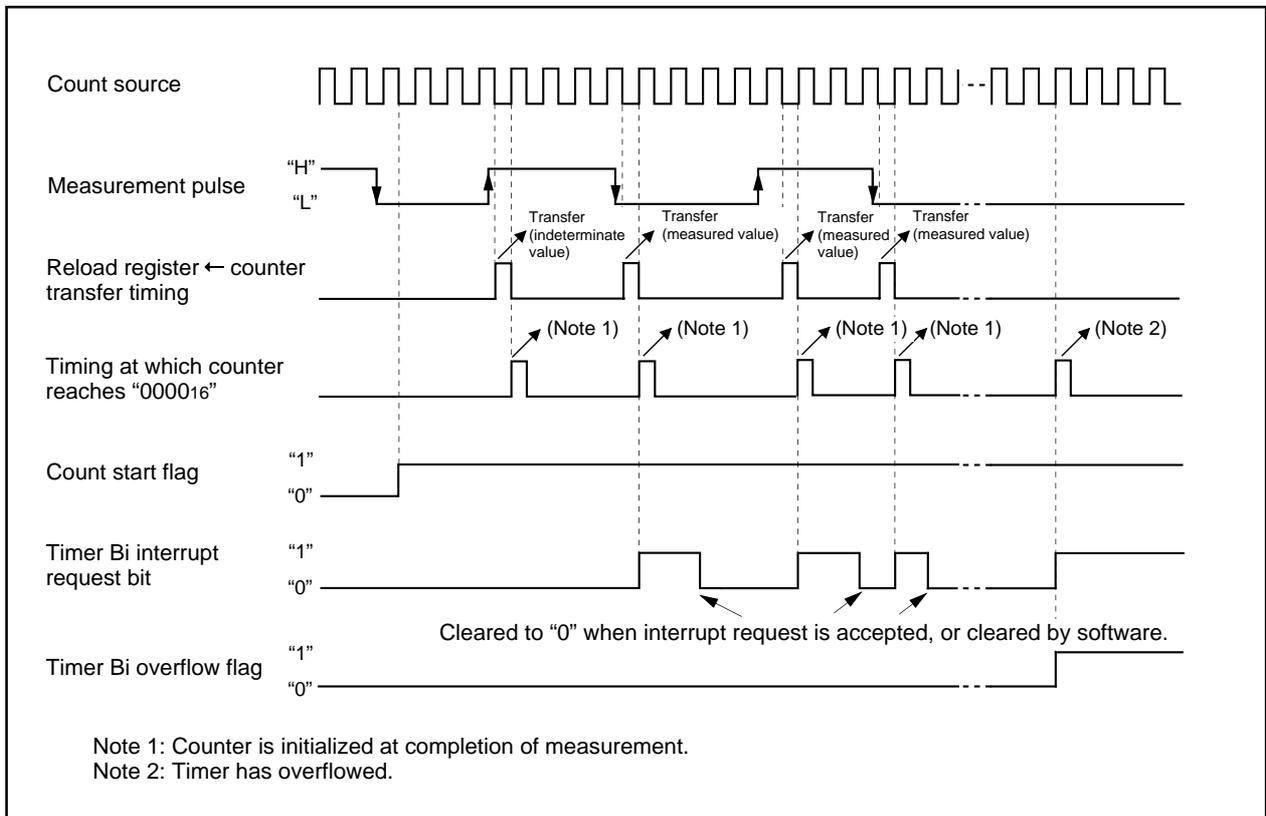 Count source
Measurement pulse
“H”
“L”
Transfer
(indeterminate
value)
Transfer
(measured value)
Transfer
(measured
value)
Transfer
(measured value)
Reload register ← counter
transfer timing
(Note 1)
(Note 1)
(Note 1)
(Note 1)
(Note 2)
Timing at which counter
reaches “000016”
Count start flag
“1”
“0”
Timer Bi interrupt
request bit
“1”
“0”
Cleared to “0” when interrupt request is accepted, or cleared by software.
Timer Bi overflow flag
“1”
“0”
Note 1: Counter is initialized at completion of measurement.
Note 2: Timer has overflowed.